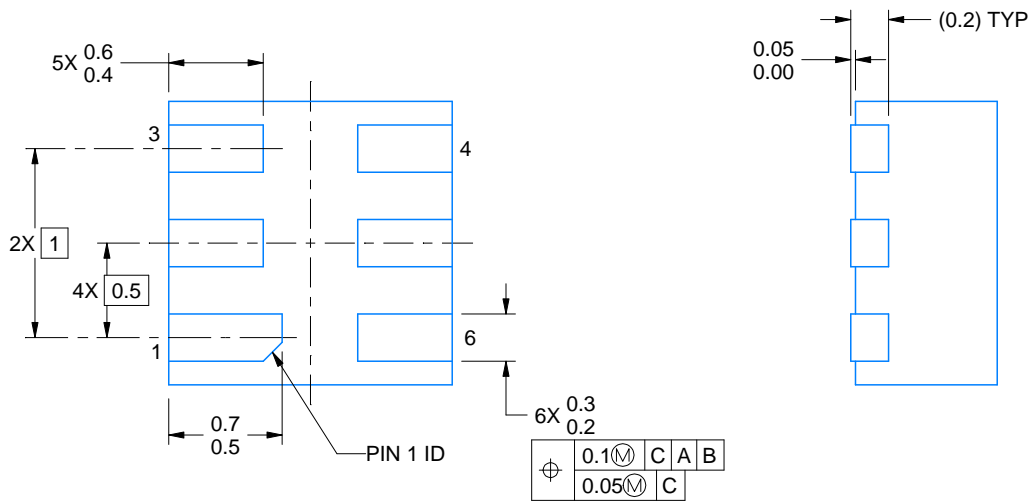 (0.2) TYP
5X 0.6
0.4
0.05
0.00
3
4
2X 1
4X 0.5
1
6
0.7
0.5
PIN 1 ID
6X 0.3
0.2
⌖ 0.1Ⓜ C A B
0.05Ⓜ C